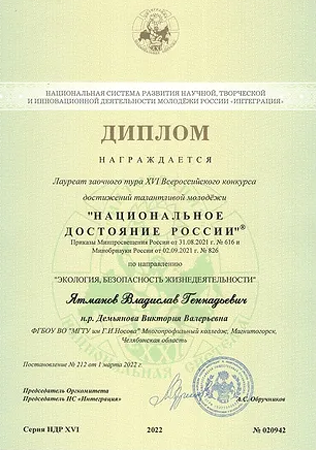 НАЦИОНАЛЬНАЯ СИСТЕМА РАЗВИТИЯ НАУЧНОЙ, ТВОРЧЕСКОЙ
И ИННОВАЦИОННОЙ ДЕЯТЕЛЬНОСТИ МОЛОДЁЖИ РОССИИ «ИНТЕГРАЦИЯ»
ДИПЛОМ
НАГРАЖДАЕТСЯ
Лауреат заочного тура XVI Всероссийского конкурса
достижений талантливой молодёжи
"НАЦИОНАЛЬНОЕ
ДОСТОЯНИЕ РОССИИ"®
Приказы Минпросвещения России от 31.08.2021 г. № 616 и
Минобрнауки России от 02.09.2021 г. № 826
по направлению
"ЭКОЛОГИЯ, БЕЗОПАСНОСТЬ ЖИЗНЕДЕЯТЕЛЬНОСТИ"
Ятманов Владислав Геннадьевич
н.р. Демьянова Виктория Валерьевна
ФГБОУ ВО "МГТУ им Г.И.Носова" Многопрофильный колледж, Магнитогорск,
Челябинская область
Постановление № 212 от 1 марта 2022 г.
Председатель Оргкомитета
Председатель НС «Интеграция»
А.С. Обручников
Серия НДР XVI
2022
№ 020942